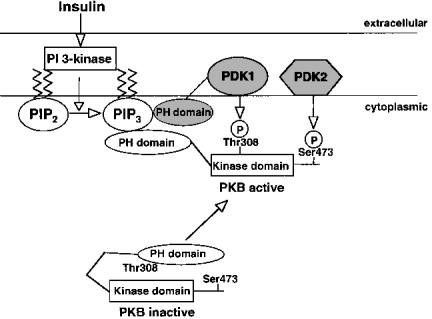 Insulin
extracellular
PI 3-kinase
PDK1
PDK2
cytoplasmic
PIP2
PIP3
PH domain
P
P
Thr308
Ser473
PH domain
Kinase domain
PKB active
PH domain
Thr308
Ser473
Kinase domain
PKB inactive